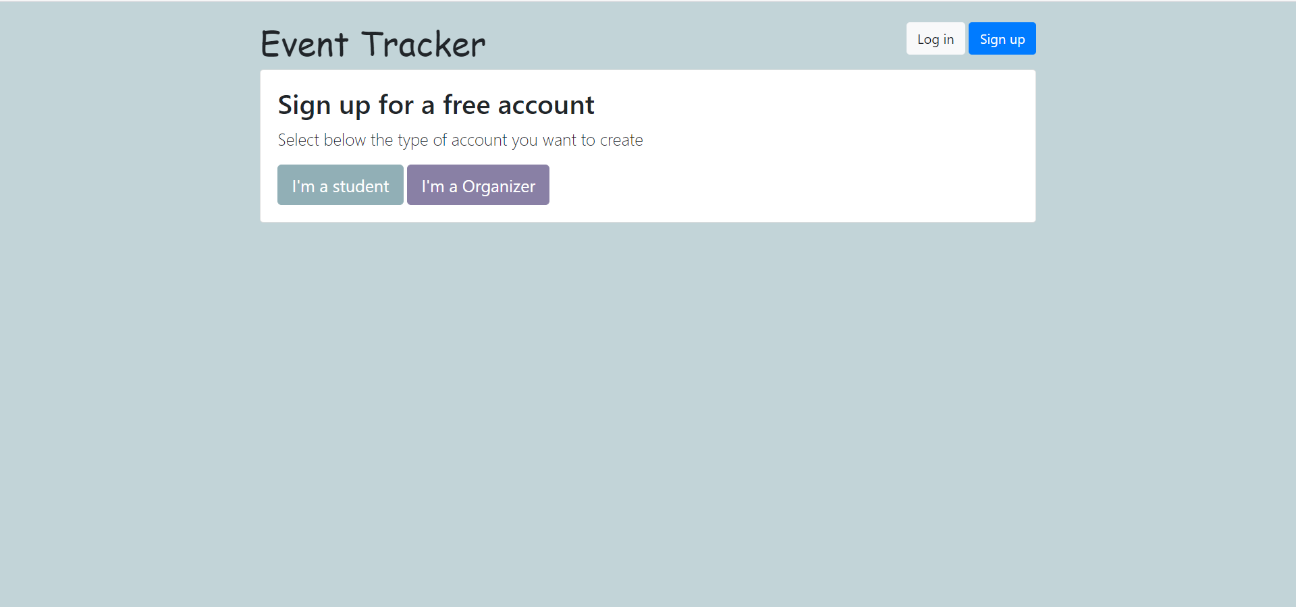 Event Tracker
Log in
Sign up
Sign up for a free account
Select below the type of account you want to create
I'm a student
I'm a Organizer